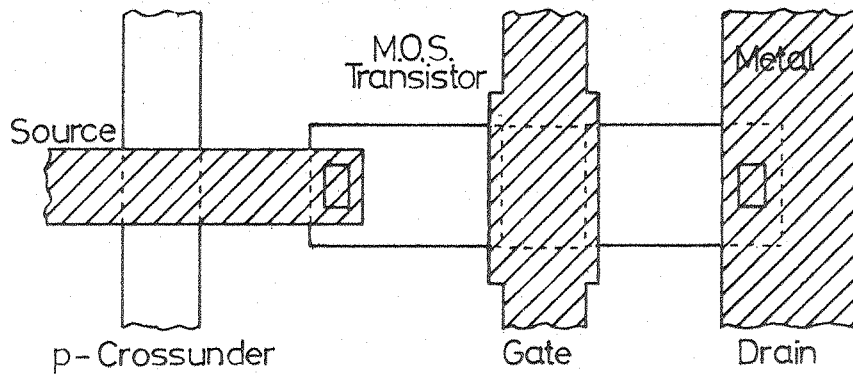 M.O.S.
Transistor
Metal
Source
p-Crossunder
Gate
Drain